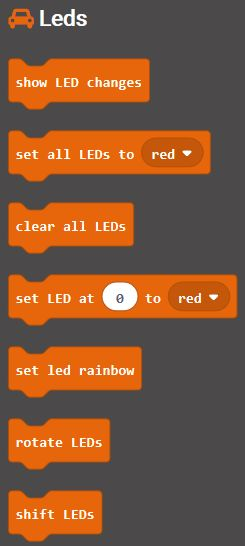 Leds
show LED changes
set all LEDs to red
clear all LEDs
set LED at 0 to red
set led rainbow
rotate LEDs
shift LEDs